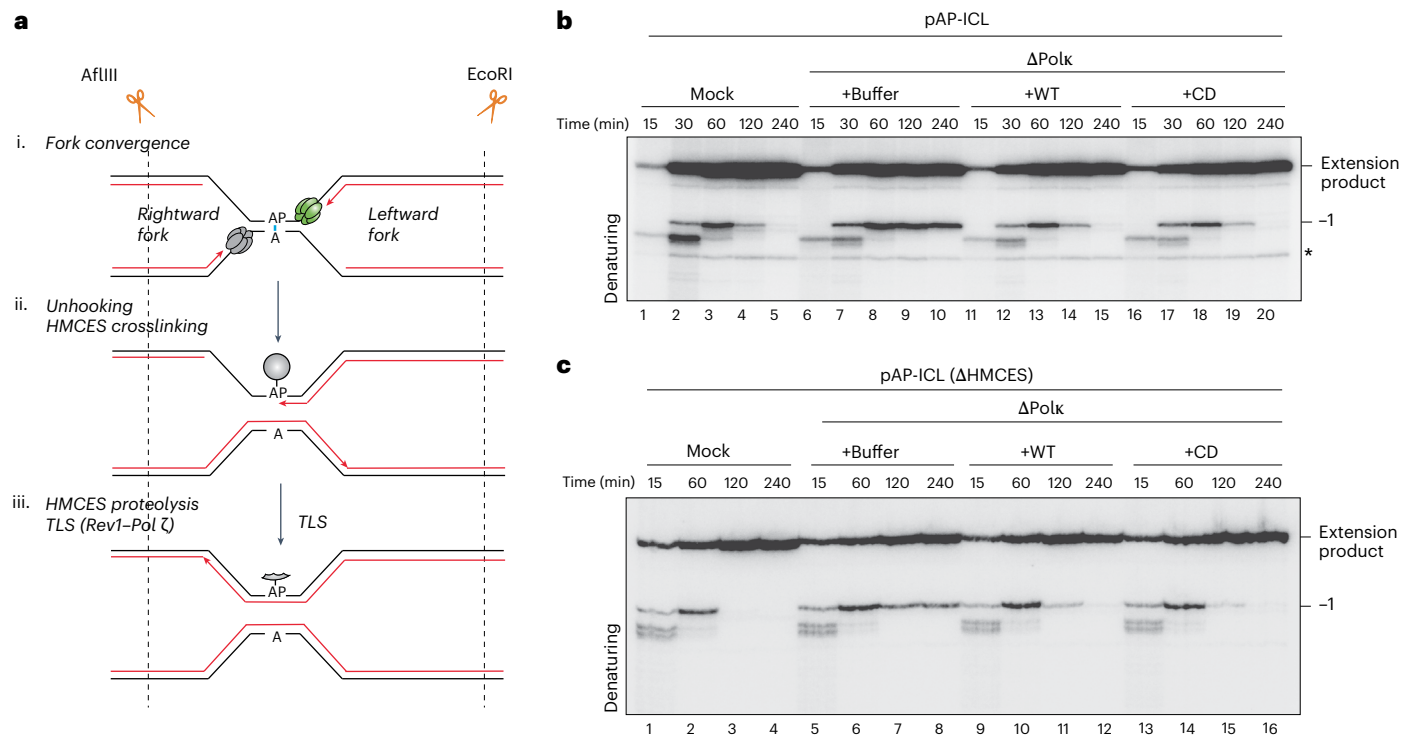 a
AflIII
EcoRI
i. Fork convergence
Rightward
fork
AP
A
Leftward
fork
ii. Unhooking
HMCES crosslinking
AP
A
iii. HMCES proteolysis
TLS (Rev1–Pol ζ)
TLS
AP
A
b
pAP-ICL
ΔPolκ
Mock +Buffer +WT +CD
Time (min) 15 30 60 120 240 15 30 60 120 240 15 30 60 120 240 15 30 60 120 240
Extension
product
–1
*
Denaturing
1 2 3 4 5 6 7 8 9 10 11 12 13 14 15 16 17 18 19 20
c
pAP-ICL (ΔHMCES)
ΔPolκ
Mock +Buffer +WT +CD
Time (min) 15 60 120 240 15 60 120 240 15 60 120 240 15 60 120 240
Extension
product
–1
Denaturing
1 2 3 4 5 6 7 8 9 10 11 12 13 14 15 16